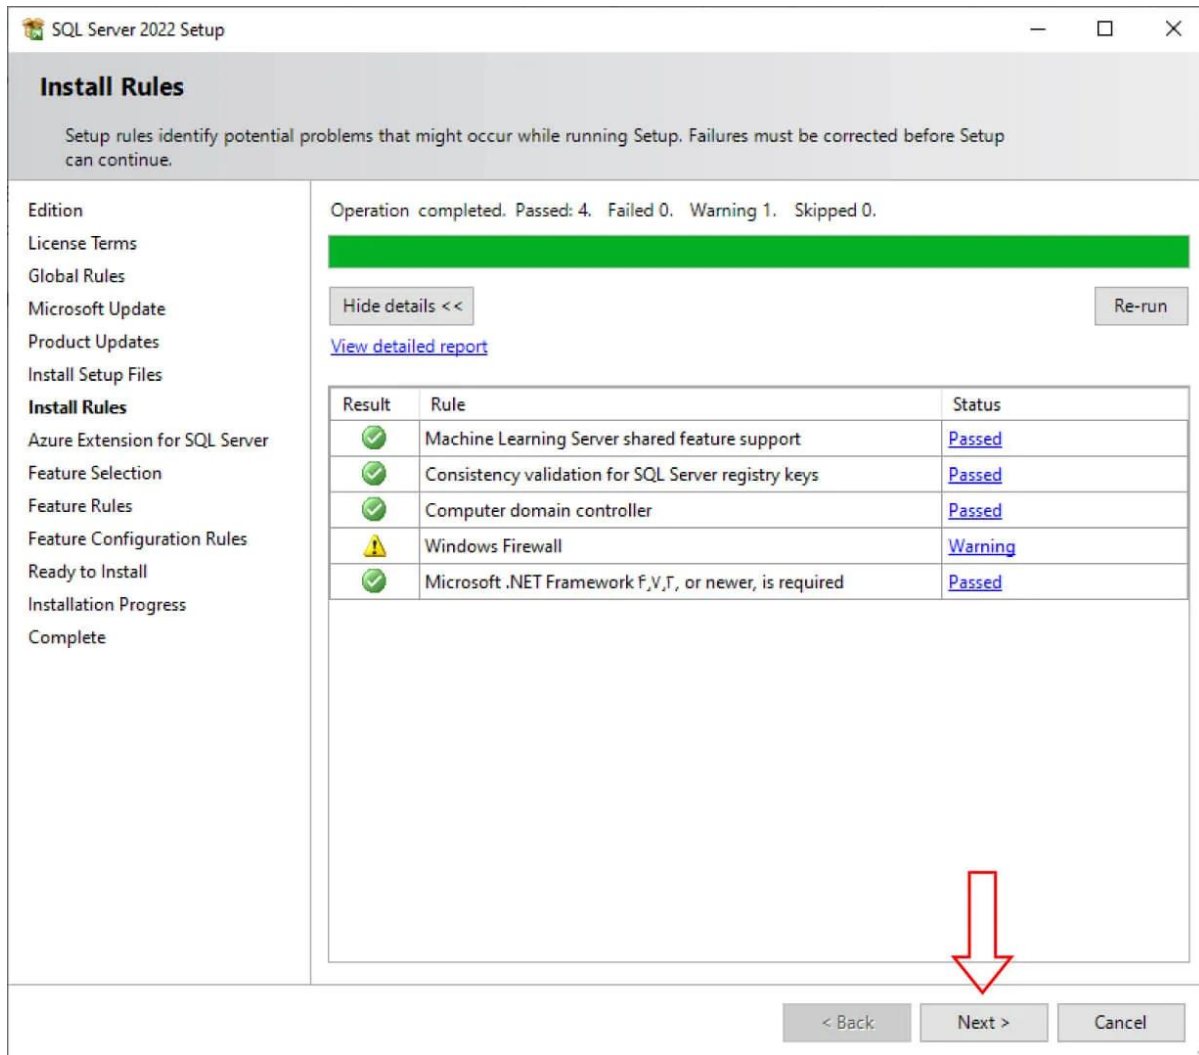 SQL Server 2022 Setup
Install Rules
Setup rules identify potential problems that might occur while running Setup. Failures must be corrected before Setup
can continue.
Edition
License Terms
Global Rules
Microsoft Update
Product Updates
Install Setup Files
Install Rules
Azure Extension for SQL Server
Feature Selection
Feature Rules
Feature Configuration Rules
Ready to Install
Installation Progress
Complete
Operation completed. Passed: 4. Failed 0. Warning 1. Skipped 0.
Hide details <<
Re-run
View detailed report
Result Rule Status
Machine Learning Server shared feature support Passed
Consistency validation for SQL Server registry keys Passed
Computer domain controller Passed
Windows Firewall Warning
Microsoft .NET Framework ۴,۷,۲, or newer, is required Passed
< Back Next > Cancel